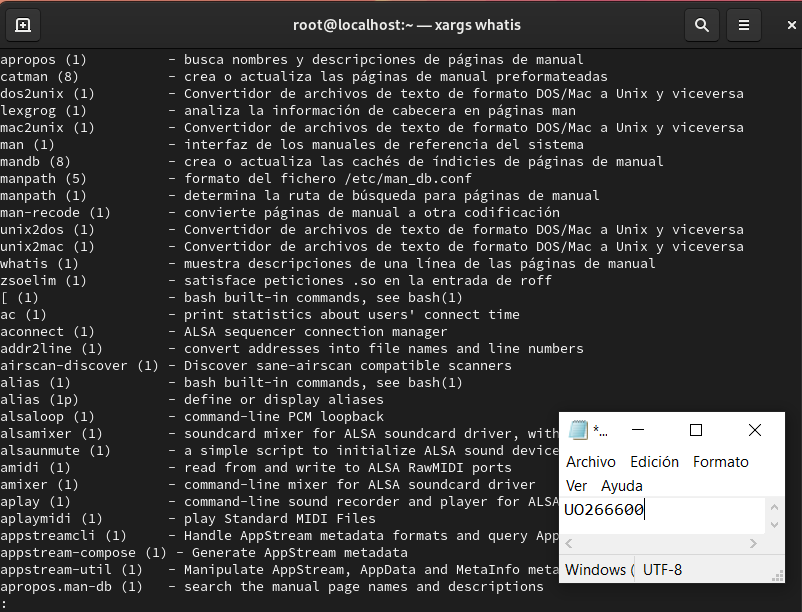 root@localhost:~ — xargs whatis
apropos (1)          - busca nombres y descripciones de páginas de manual
catman (8)           - crea o actualiza las páginas de manual preformateadas
dos2unix (1)         - Convertidor de archivos de texto de formato DOS/Mac a Unix y viceversa
lexgrog (1)          - analiza la información de cabecera en páginas man
mac2unix (1)         - Convertidor de archivos de texto de formato DOS/Mac a Unix y viceversa
man (1)              - interfaz de los manuales de referencia del sistema
mandb (8)            - crea o actualiza las cachés de índicies de páginas de manual
manpath (5)          - formato del fichero /etc/man_db.conf
manpath (1)          - determina la ruta de búsqueda para páginas de manual
man-recode (1)       - convierte páginas de manual a otra codificación
unix2dos (1)         - Convertidor de archivos de texto de formato DOS/Mac a Unix y viceversa
unix2mac (1)         - Convertidor de archivos de texto de formato DOS/Mac a Unix y viceversa
whatis (1)           - muestra descripciones de una línea de las páginas de manual
zsoelim (1)          - satisface peticiones .so en la entrada de roff
[ (1)                - bash built-in commands, see bash(1)
ac (1)               - print statistics about users' connect time
aconnect (1)         - ALSA sequencer connection manager
addr2line (1)        - convert addresses into file names and line numbers
airscan-discover (1) - Discover sane-airscan compatible scanners
alias (1)            - bash built-in commands, see bash(1)
alias (1p)           - define or display aliases
alsaloop (1)         - command-line PCM loopback
alsamixer (1)        - soundcard mixer for ALSA soundcard driver, with
alsaunmute (1)       - a simple script to initialize ALSA sound device
amidi (1)            - read from and write to ALSA RawMIDI ports
amixer (1)           - command-line mixer for ALSA soundcard driver
aplay (1)            - command-line sound recorder and player for ALSA
aplaymidi (1)        - play Standard MIDI Files
appstreamcli (1)     - Handle AppStream metadata formats and query App
appstream-compose (1) - Generate AppStream metadata
appstream-util (1)   - Manipulate AppStream, AppData and MetaInfo meta
apropos.man-db (1)   - search the manual page names and descriptions
:
*...
Archivo Edición Formato
Ver Ayuda
UO266600
Windows ( UTF-8